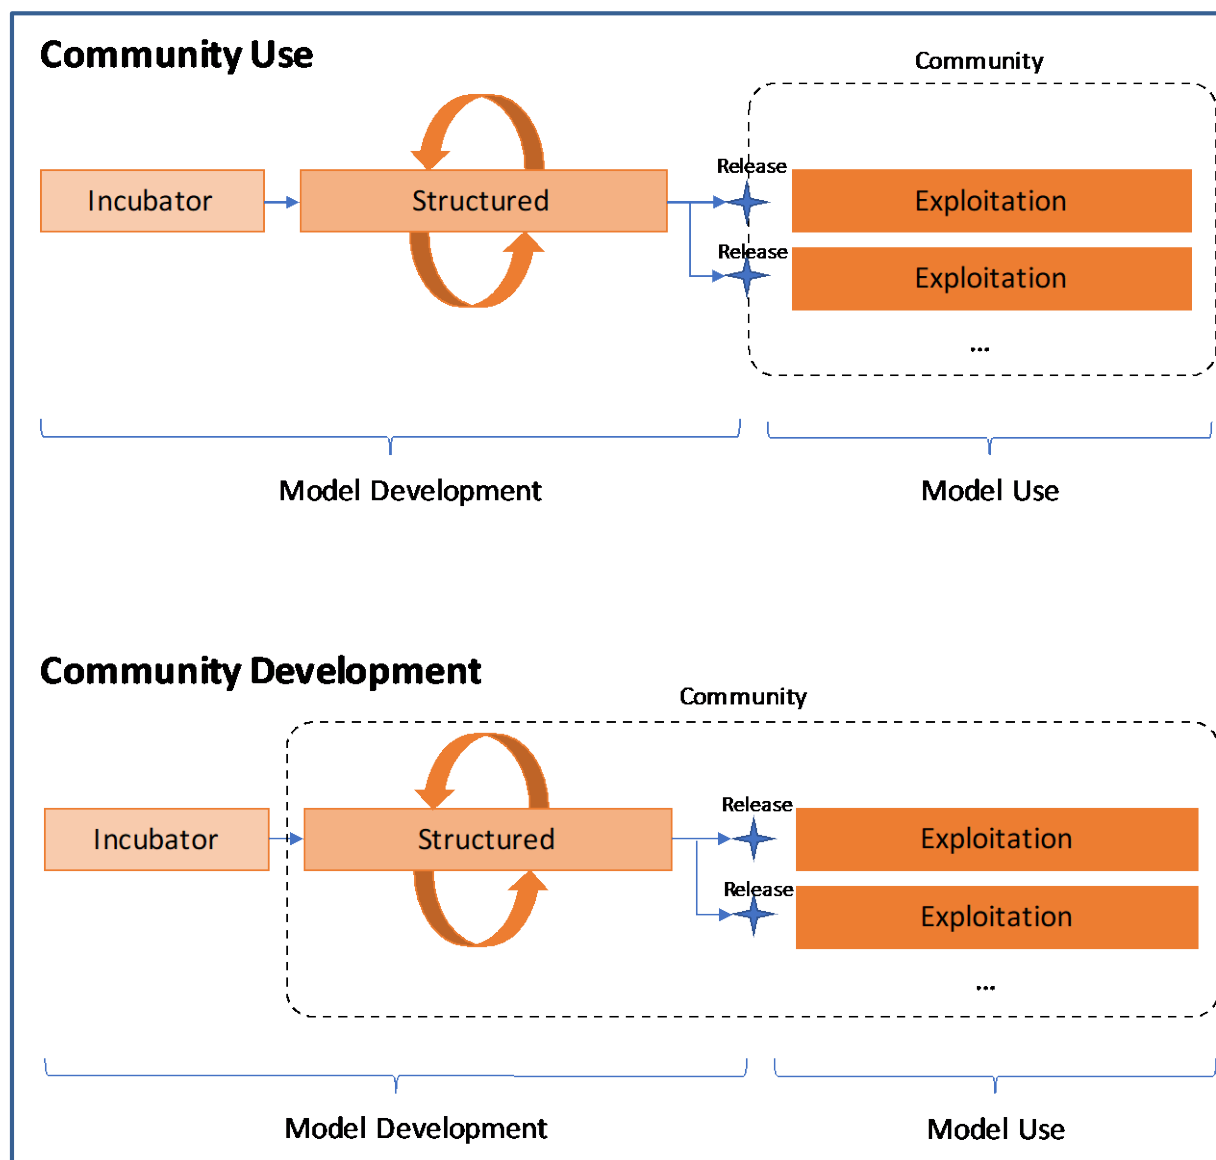 Community Use
Community
Release
Incubator
Structured
Exploitation
Release
Exploitation
...
Model Development
Model Use
Community Development
Community
Release
Incubator
Structured
Exploitation
Release
Exploitation
...
Model Development
Model Use